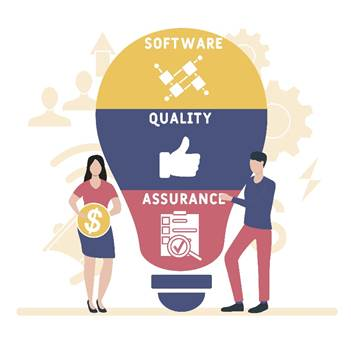 SOFTWARE
QUALITY
ASSURANCE
$